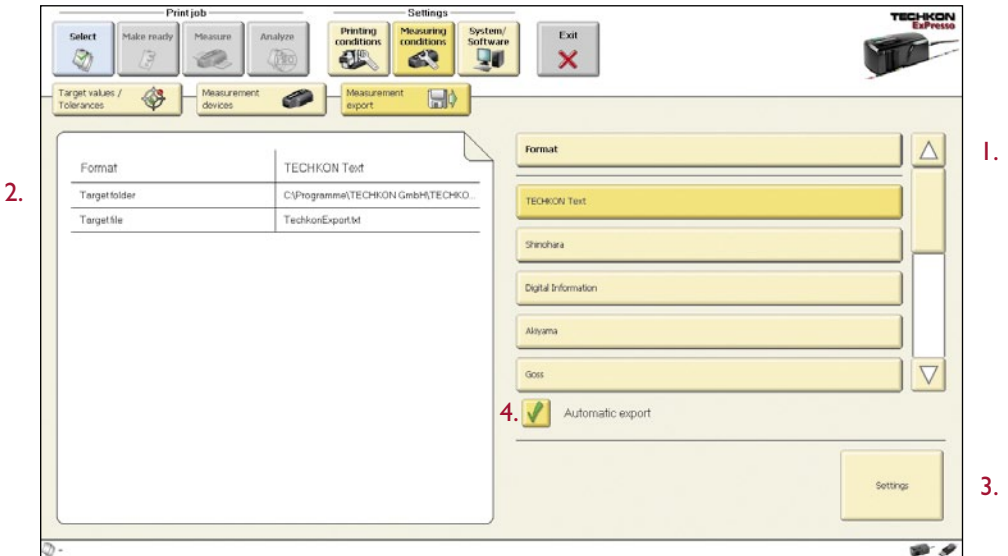 Print job
Settings
TECHKON
ExPresso
Select
Make ready
Measure
Analyze
Printing
conditions
Measuring
conditions
System/
Software
Exit
Target values /
Tolerances
Measurement
devices
Measurement
export
1.
2.
Format
TECHKON Text
Target folder
C:\Programme\TECHKON GmbH\TECHKO...
Target file
TechkonExport.txt
Format
TECHKON Text
Shinohara
Digital Information
Akiyama
Goss
4.
Automatic export
Settings
3.
-